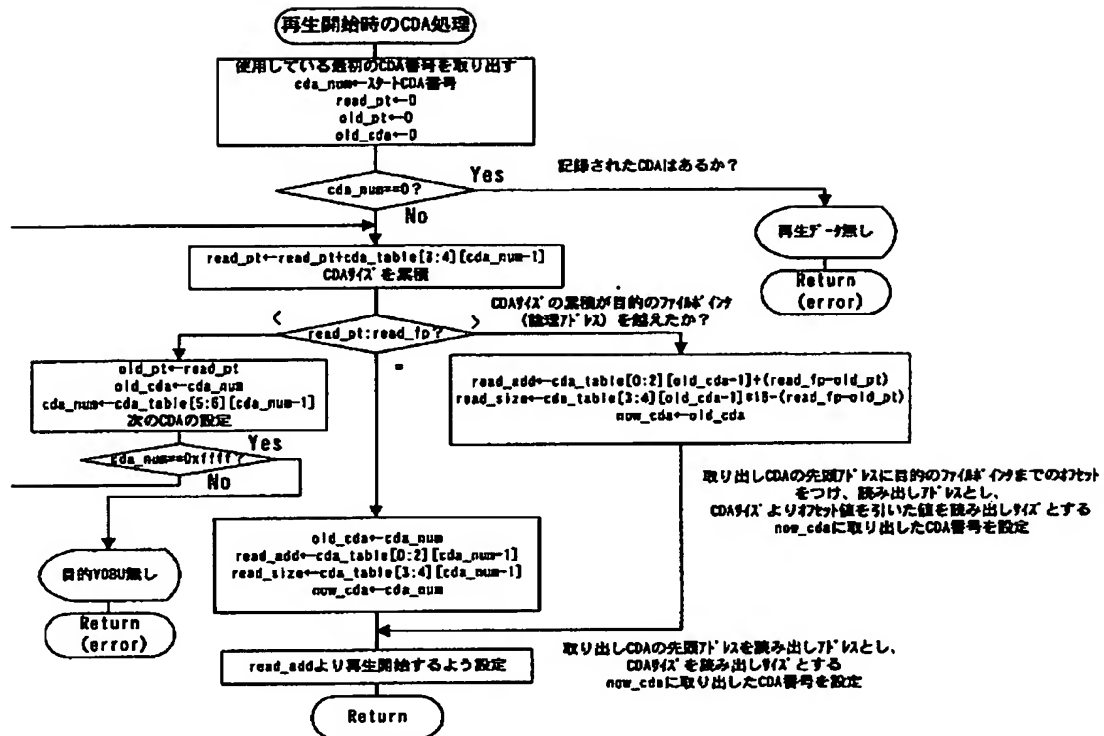 再生開始時のCDA処理
使用している最初のCDA番号を取り出す
cda_num←スタートCDA番号
read_pt←0
old_pt←0
old_cda←0
cda_num==0?
Yes
記録されたCDAはあるか?
No
再生データ無し
Return
(error)
read_pt←read_pt+cda_table[3:4][cda_num-1]
CDAサイズを累積
CDAサイズの累積が目的のファイルポインタ
(論理アドレス)を越えたか?
<
read_pt:read_fp?
>
=
old_pt←read_pt
old_cda←cda_num
cda_num←cda_table[5:6][cda_num-1]
次のCDAの設定
read_add←cda_table[0:2][old_cda-1]+(read_fp-old_pt)
read_size←cda_table[3:4][old_cda-1]*16-(read_fp-old_pt)
now_cda←old_cda
cda_num==0xffff?
Yes
No
取り出しCDAの先頭アドレスに目的のファイルポインタまでのオフセット
をつけ、読み出しアドレスとし、
CDAサイズよりオフセット値を引いた値を読み出しサイズとする
now_cdaに取り出したCDA番号を設定
目的VOBU無し
Return
(error)
old_cda←cda_num
read_add←cda_table[0:2][cda_num-1]
read_size←cda_table[3:4][cda_num-1]
now_cda←cda_num
取り出しCDAの先頭アドレスを読み出しアドレスとし、
CDAサイズを読み出しサイズとする
now_cdaに取り出したCDA番号を設定
read_addより再生開始するよう設定
Return